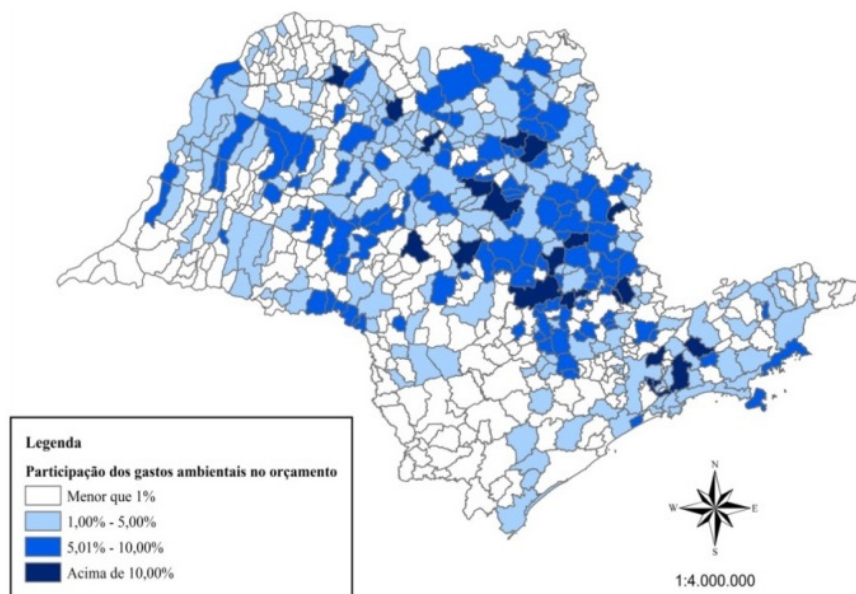 Legenda
Participação dos gastos ambientais no orçamento
Menor que 1%
1,00% - 5,00%
5,01% - 10,00%
Acima de 10,00%
N
W E
S
1:4.000.000